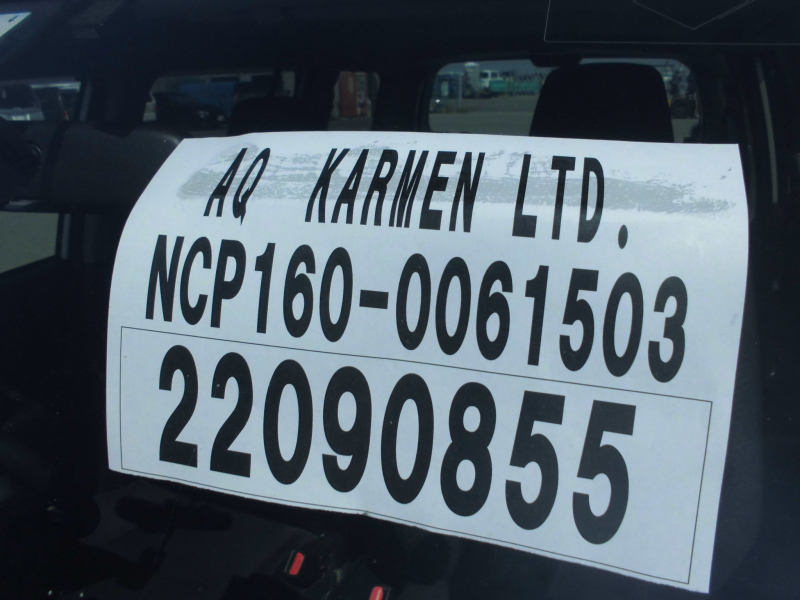 AQ KARMEN LTD.
NCP160-0061503
22090855